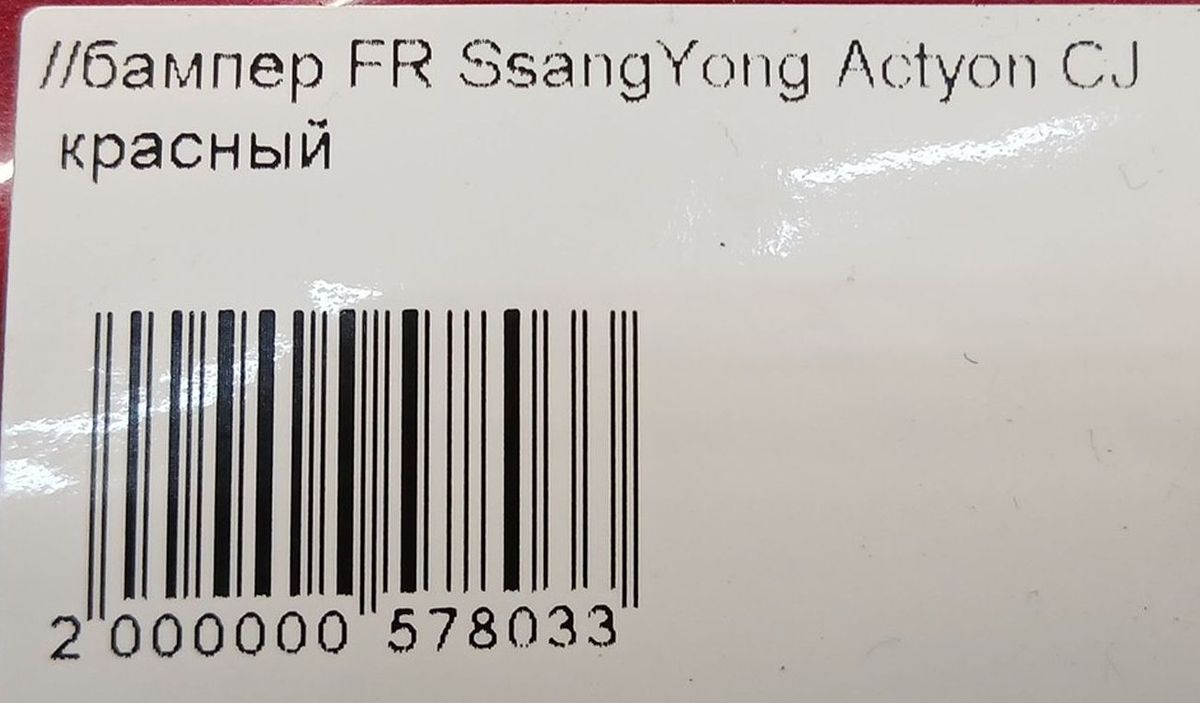 //бампер FR SsangYong Actyon CJ
красный
2 000000 578033